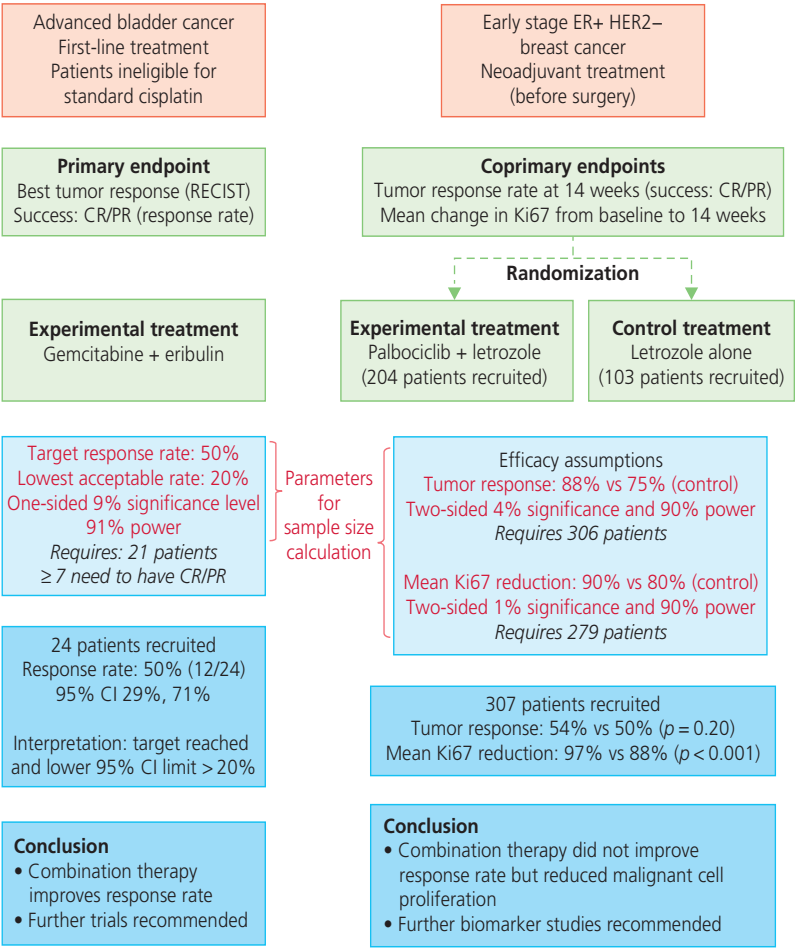 Advanced bladder cancer
First-line treatment
Patients ineligible for
standard cisplatin
Primary endpoint
Best tumor response (RECIST)
Success: CR/PR (response rate)
Experimental treatment
Gemcitabine + eribulin
Target response rate: 50%
Lowest acceptable rate: 20%
One-sided 9% significance level
91% power
Requires: 21 patients
≥ 7 need to have CR/PR
24 patients recruited
Response rate: 50% (12/24)
95% CI 29%, 71%
Interpretation: target reached
and lower 95% CI limit > 20%
Conclusion
• Combination therapy
improves response rate
• Further trials recommended
Parameters
for
sample size
calculation
Early stage ER+ HER2−
breast cancer
Neoadjuvant treatment
(before surgery)
Coprimary endpoints
Tumor response rate at 14 weeks (success: CR/PR)
Mean change in Ki67 from baseline to 14 weeks
Randomization
Experimental treatment
Palbociclib + letrozole
(204 patients recruited)
Control treatment
Letrozole alone
(103 patients recruited)
Efficacy assumptions
Tumor response: 88% vs 75% (control)
Two-sided 4% significance and 90% power
Requires 306 patients
Mean Ki67 reduction: 90% vs 80% (control)
Two-sided 1% significance and 90% power
Requires 279 patients
307 patients recruited
Tumor response: 54% vs 50% (p = 0.20)
Mean Ki67 reduction: 97% vs 88% (p < 0.001)
Conclusion
• Combination therapy did not improve
response rate but reduced malignant cell
proliferation
• Further biomarker studies recommended